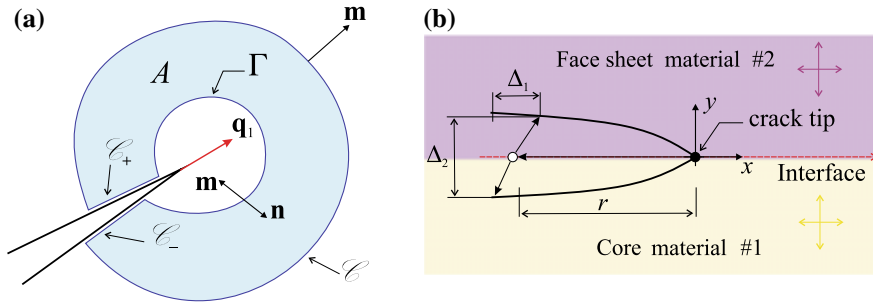 (a)
m
A
Γ
q₁
𝒞₊
m
n
𝒞₋
𝒞
(b)
Face sheet material #2
Δ₁
y
crack tip
Δ₂
x
Interface
r
Core material #1